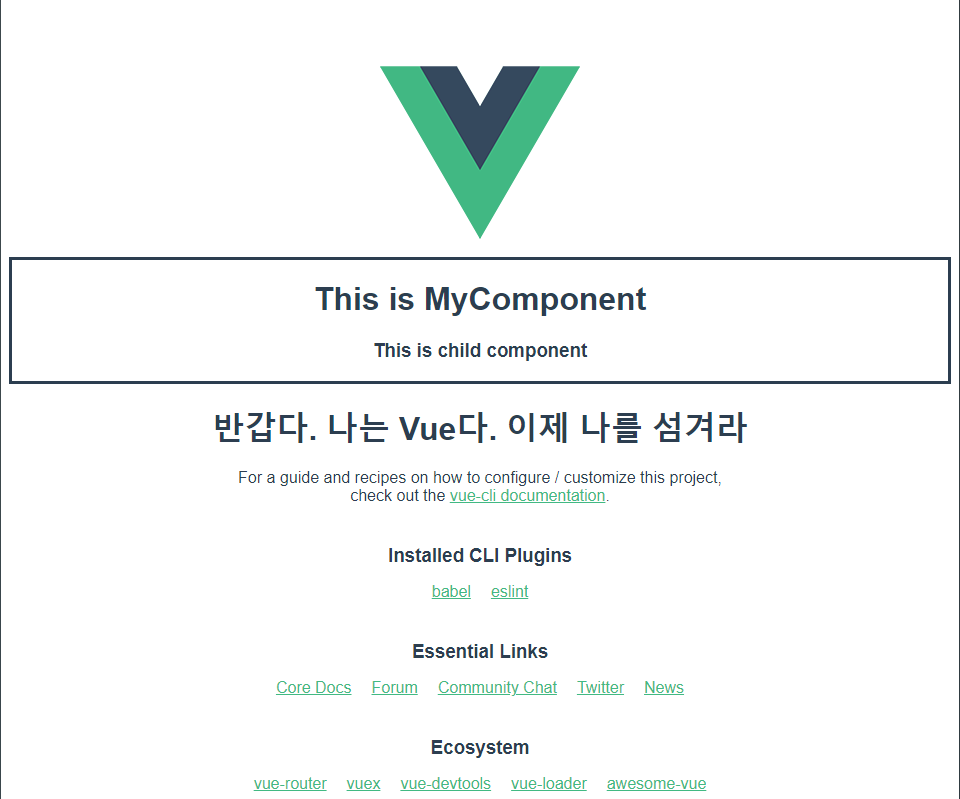 This is MyComponent
This is child component
반갑다. 나는 Vue다. 이제 나를 섬겨라
For a guide and recipes on how to configure / customize this project,
check out the vue-cli documentation.
Installed CLI Plugins
babel eslint
Essential Links
Core Docs Forum Community Chat Twitter News
Ecosystem
vue-router vuex vue-devtools vue-loader awesome-vue